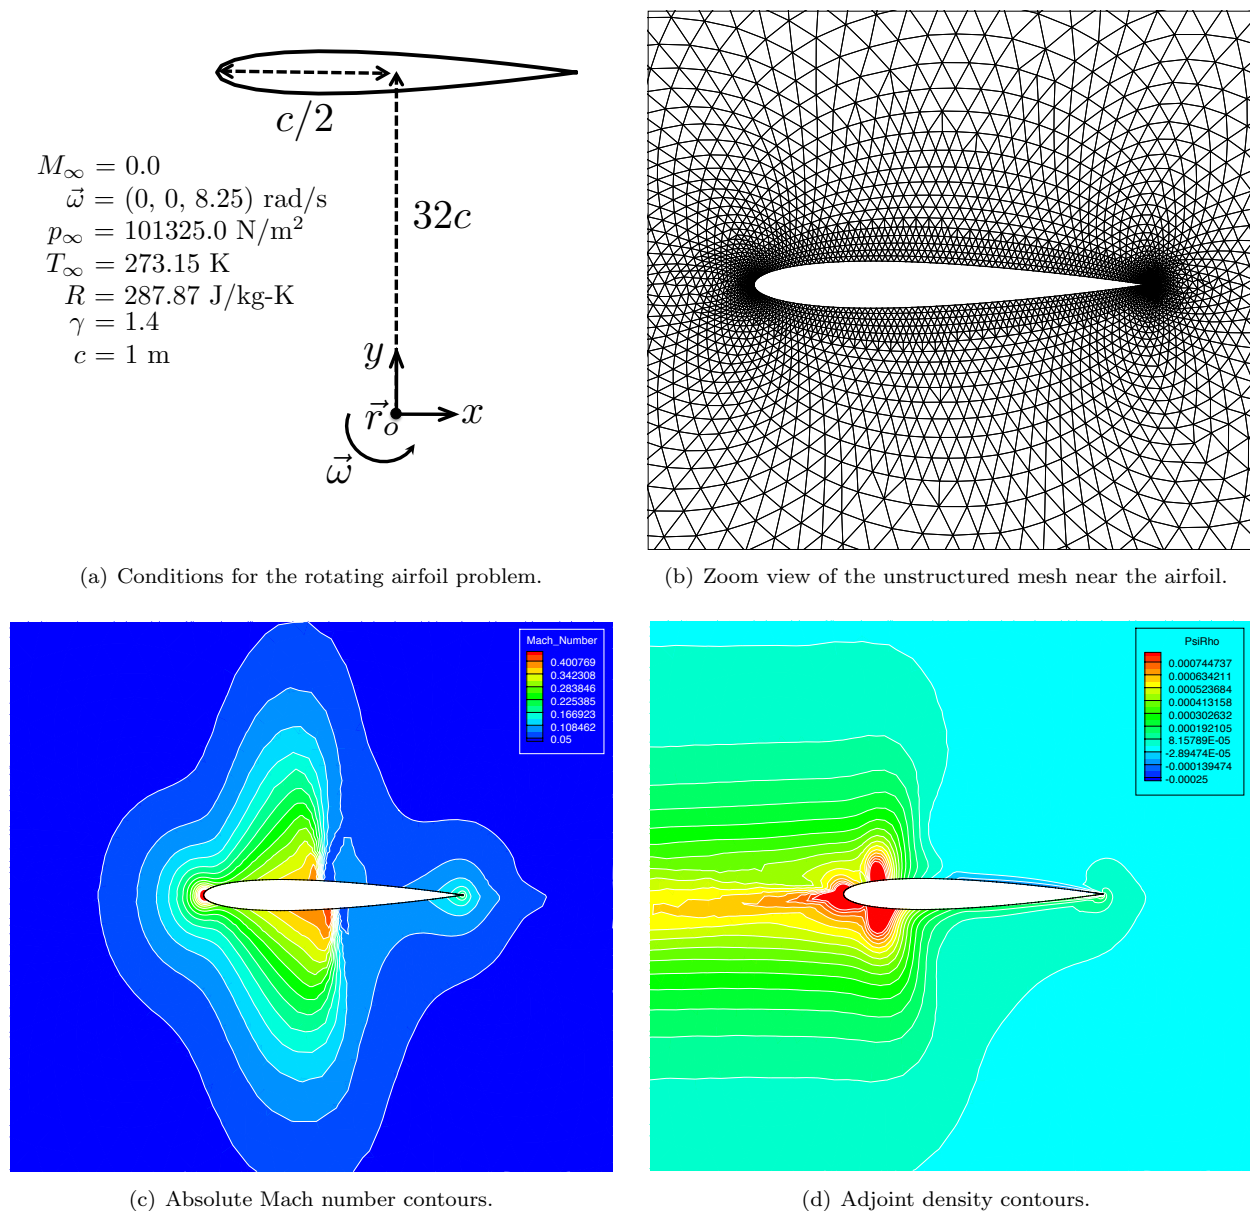 c/2
M∞ = 0.0
ω⃗ = (0, 0, 8.25) rad/s
p∞ = 101325.0 N/m²
T∞ = 273.15 K
R = 287.87 J/kg-K
γ = 1.4
c = 1 m
32c
y
r⃗o
x
ω⃗
(a) Conditions for the rotating airfoil problem.
(b) Zoom view of the unstructured mesh near the airfoil.
Mach_Number
0.400769
0.342308
0.283846
0.225385
0.166923
0.108462
0.05
PsiRho
0.000744737
0.000634211
0.000523684
0.000413158
0.000302632
0.000192105
8.15789E-05
-2.89474E-05
-0.000139474
-0.00025
(c) Absolute Mach number contours.
(d) Adjoint density contours.